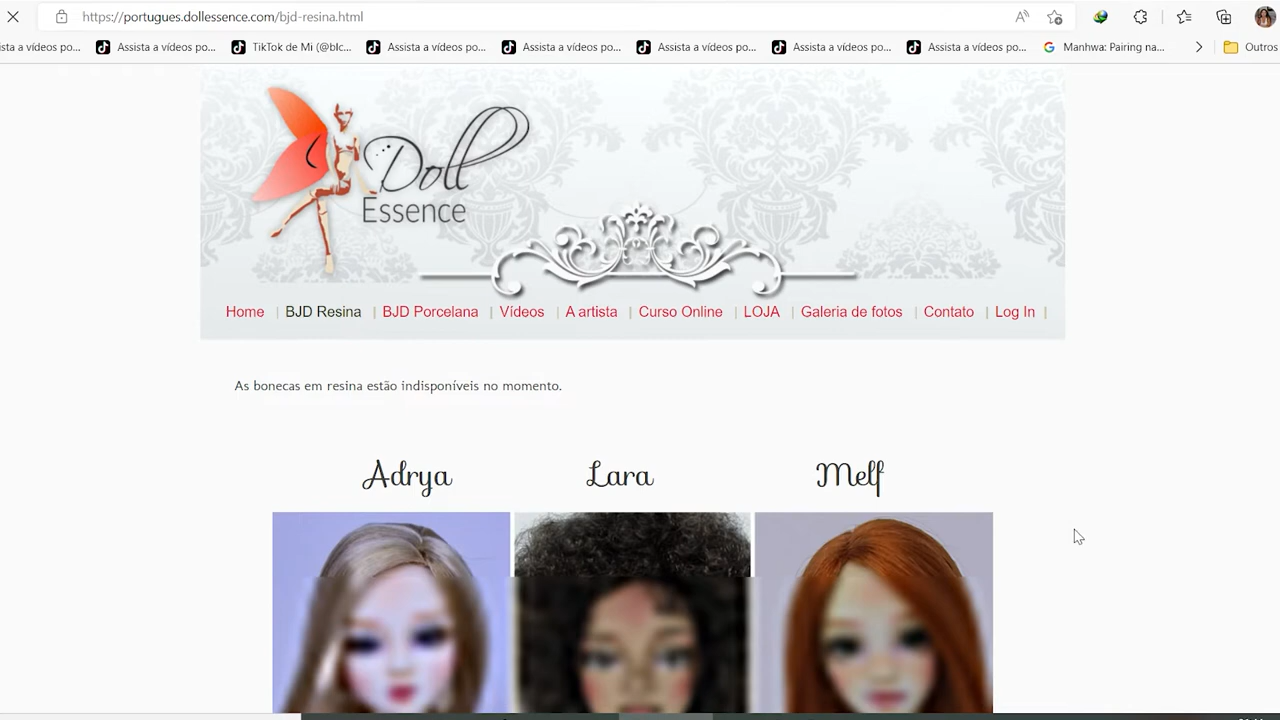 https://portugues.dollessence.com/bjd-resina.html
ista a vídeos po... Assista a vídeos po... TikTok de Mi (@blc... Assista a vídeos po... Assista a vídeos po... Assista a vídeos po... Assista a vídeos po... Assista a vídeos po... Manhwa: Pairing na... Outros
Doll
Essence
Home | BJD Resina | BJD Porcelana | Vídeos | A artista | Curso Online | LOJA | Galeria de fotos | Contato | Log In |
As bonecas em resina estão indisponíveis no momento.
Adrya Lara Melf